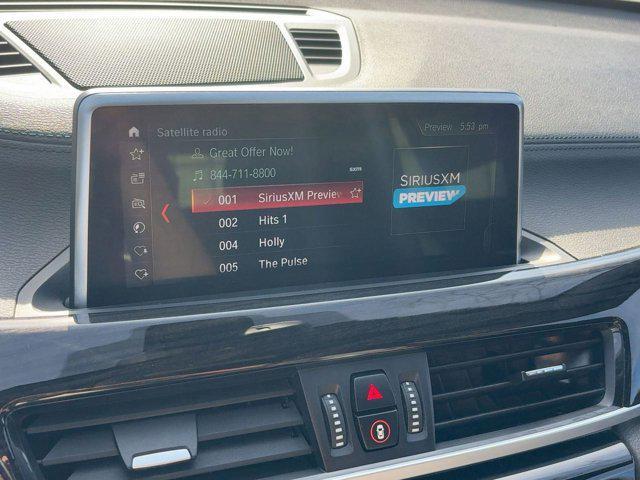 Satellite radio
Preview 5:53 pm
Great Offer Now!
844-711-8800
sxm
001 SiriusXM Preview
002 Hits 1
004 Holly
005 The Pulse
SIRIUSXM
PREVIEW